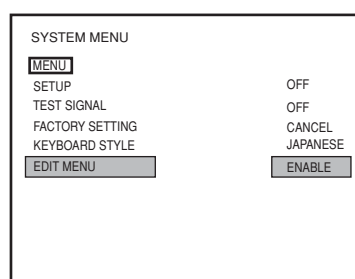 SYSTEM MENU
MENU
SETUP OFF
TEST SIGNAL OFF
FACTORY SETTING CANCEL
KEYBOARD STYLE JAPANESE
EDIT MENU ENABLE